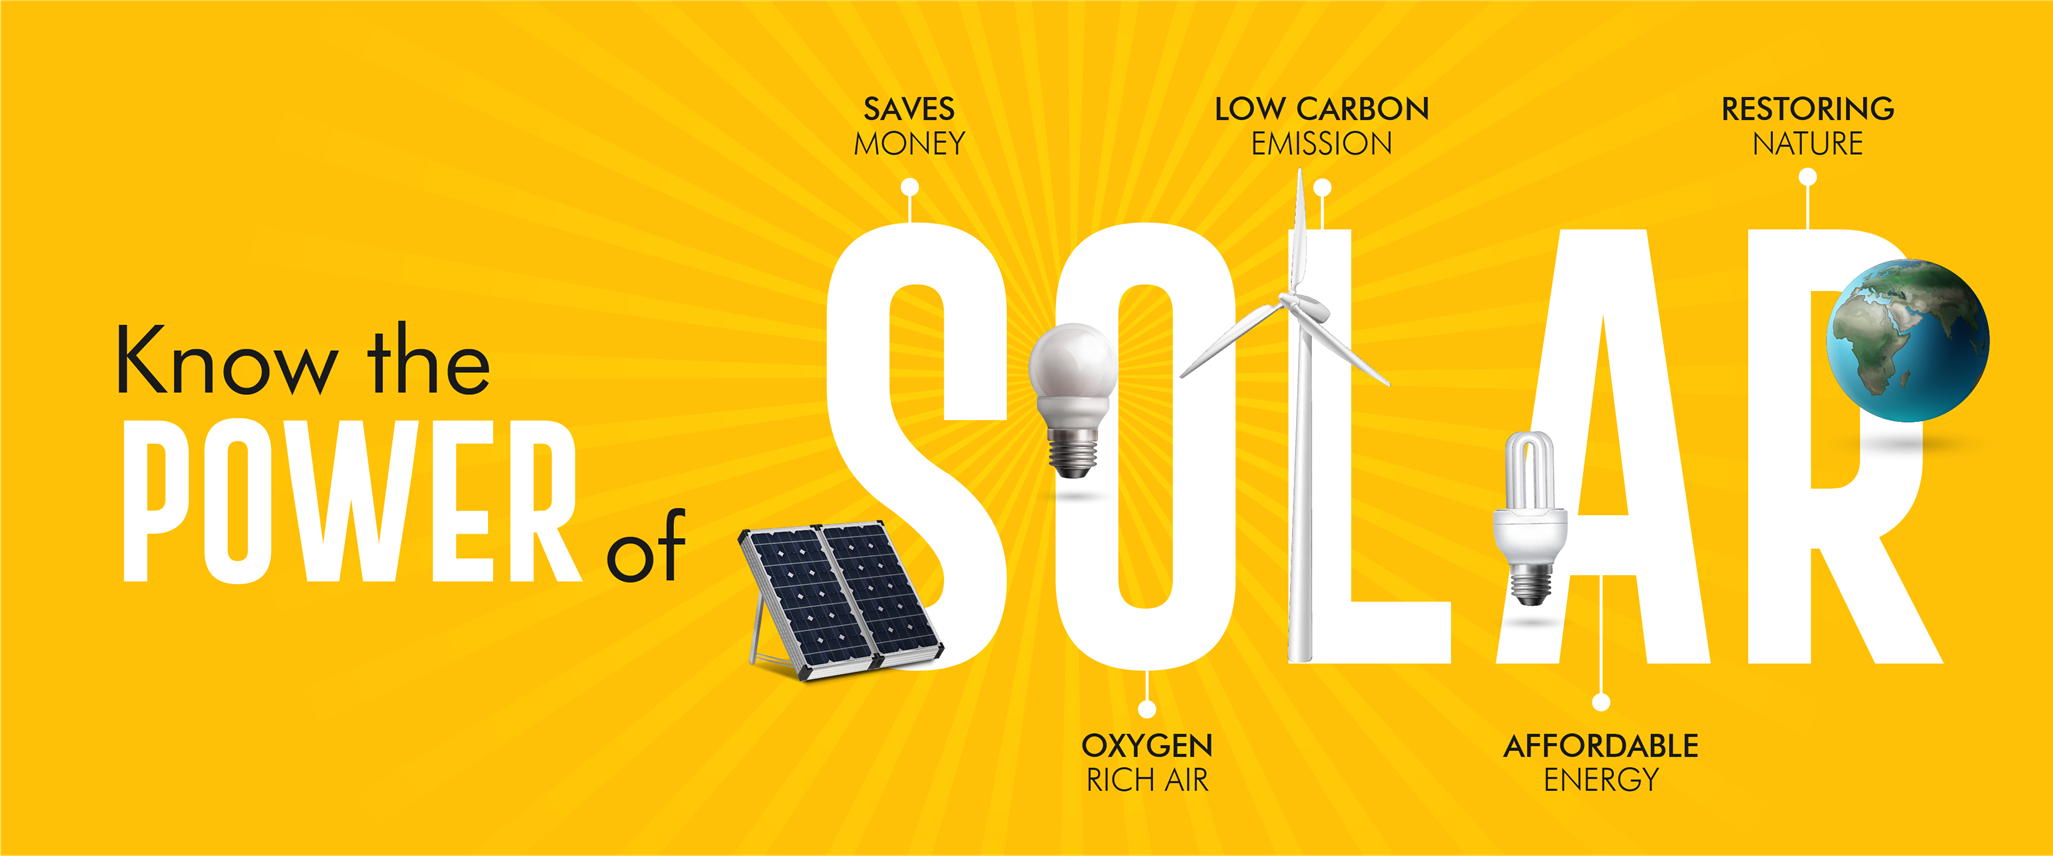 Know the
POWER
of
SOLAR
SAVES
MONEY
OXYGEN
RICH AIR
LOW CARBON
EMISSION
AFFORDABLE
ENERGY
RESTORING
NATURE